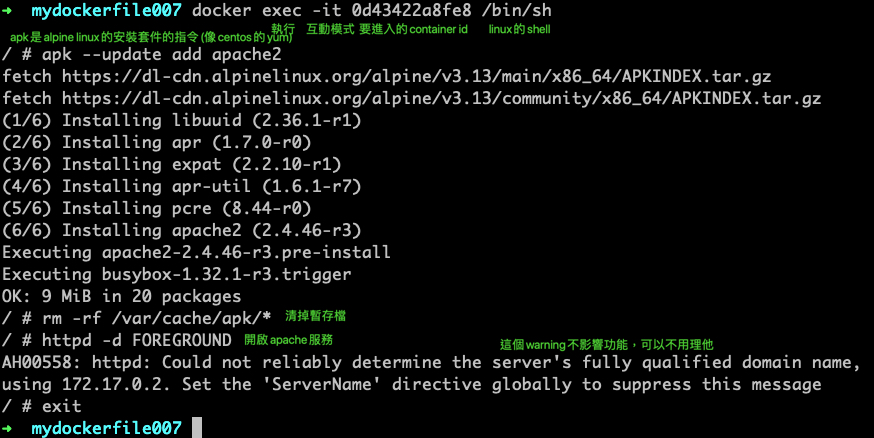 ➜  mydockerfile007 docker exec -it 0d43422a8fe8 /bin/sh
apk是alpine linux的安裝套件的指令(像centos的yum) 執行 互動模式 要進入的container id linux的shell
/ # apk --update add apache2
fetch https://dl-cdn.alpinelinux.org/alpine/v3.13/main/x86_64/APKINDEX.tar.gz
fetch https://dl-cdn.alpinelinux.org/alpine/v3.13/community/x86_64/APKINDEX.tar.gz
(1/6) Installing libuuid (2.36.1-r1)
(2/6) Installing apr (1.7.0-r0)
(3/6) Installing expat (2.2.10-r1)
(4/6) Installing apr-util (1.6.1-r7)
(5/6) Installing pcre (8.44-r0)
(6/6) Installing apache2 (2.4.46-r3)
Executing apache2-2.4.46-r3.pre-install
Executing busybox-1.32.1-r3.trigger
OK: 9 MiB in 20 packages
/ # rm -rf /var/cache/apk/* 清掉暫存檔
/ # httpd -d FOREGROUND 開啟apache服務 這個warning不影響功能，可以不用理他
AH00558: httpd: Could not reliably determine the server's fully qualified domain name,
using 172.17.0.2. Set the 'ServerName' directive globally to suppress this message
/ # exit
➜  mydockerfile007